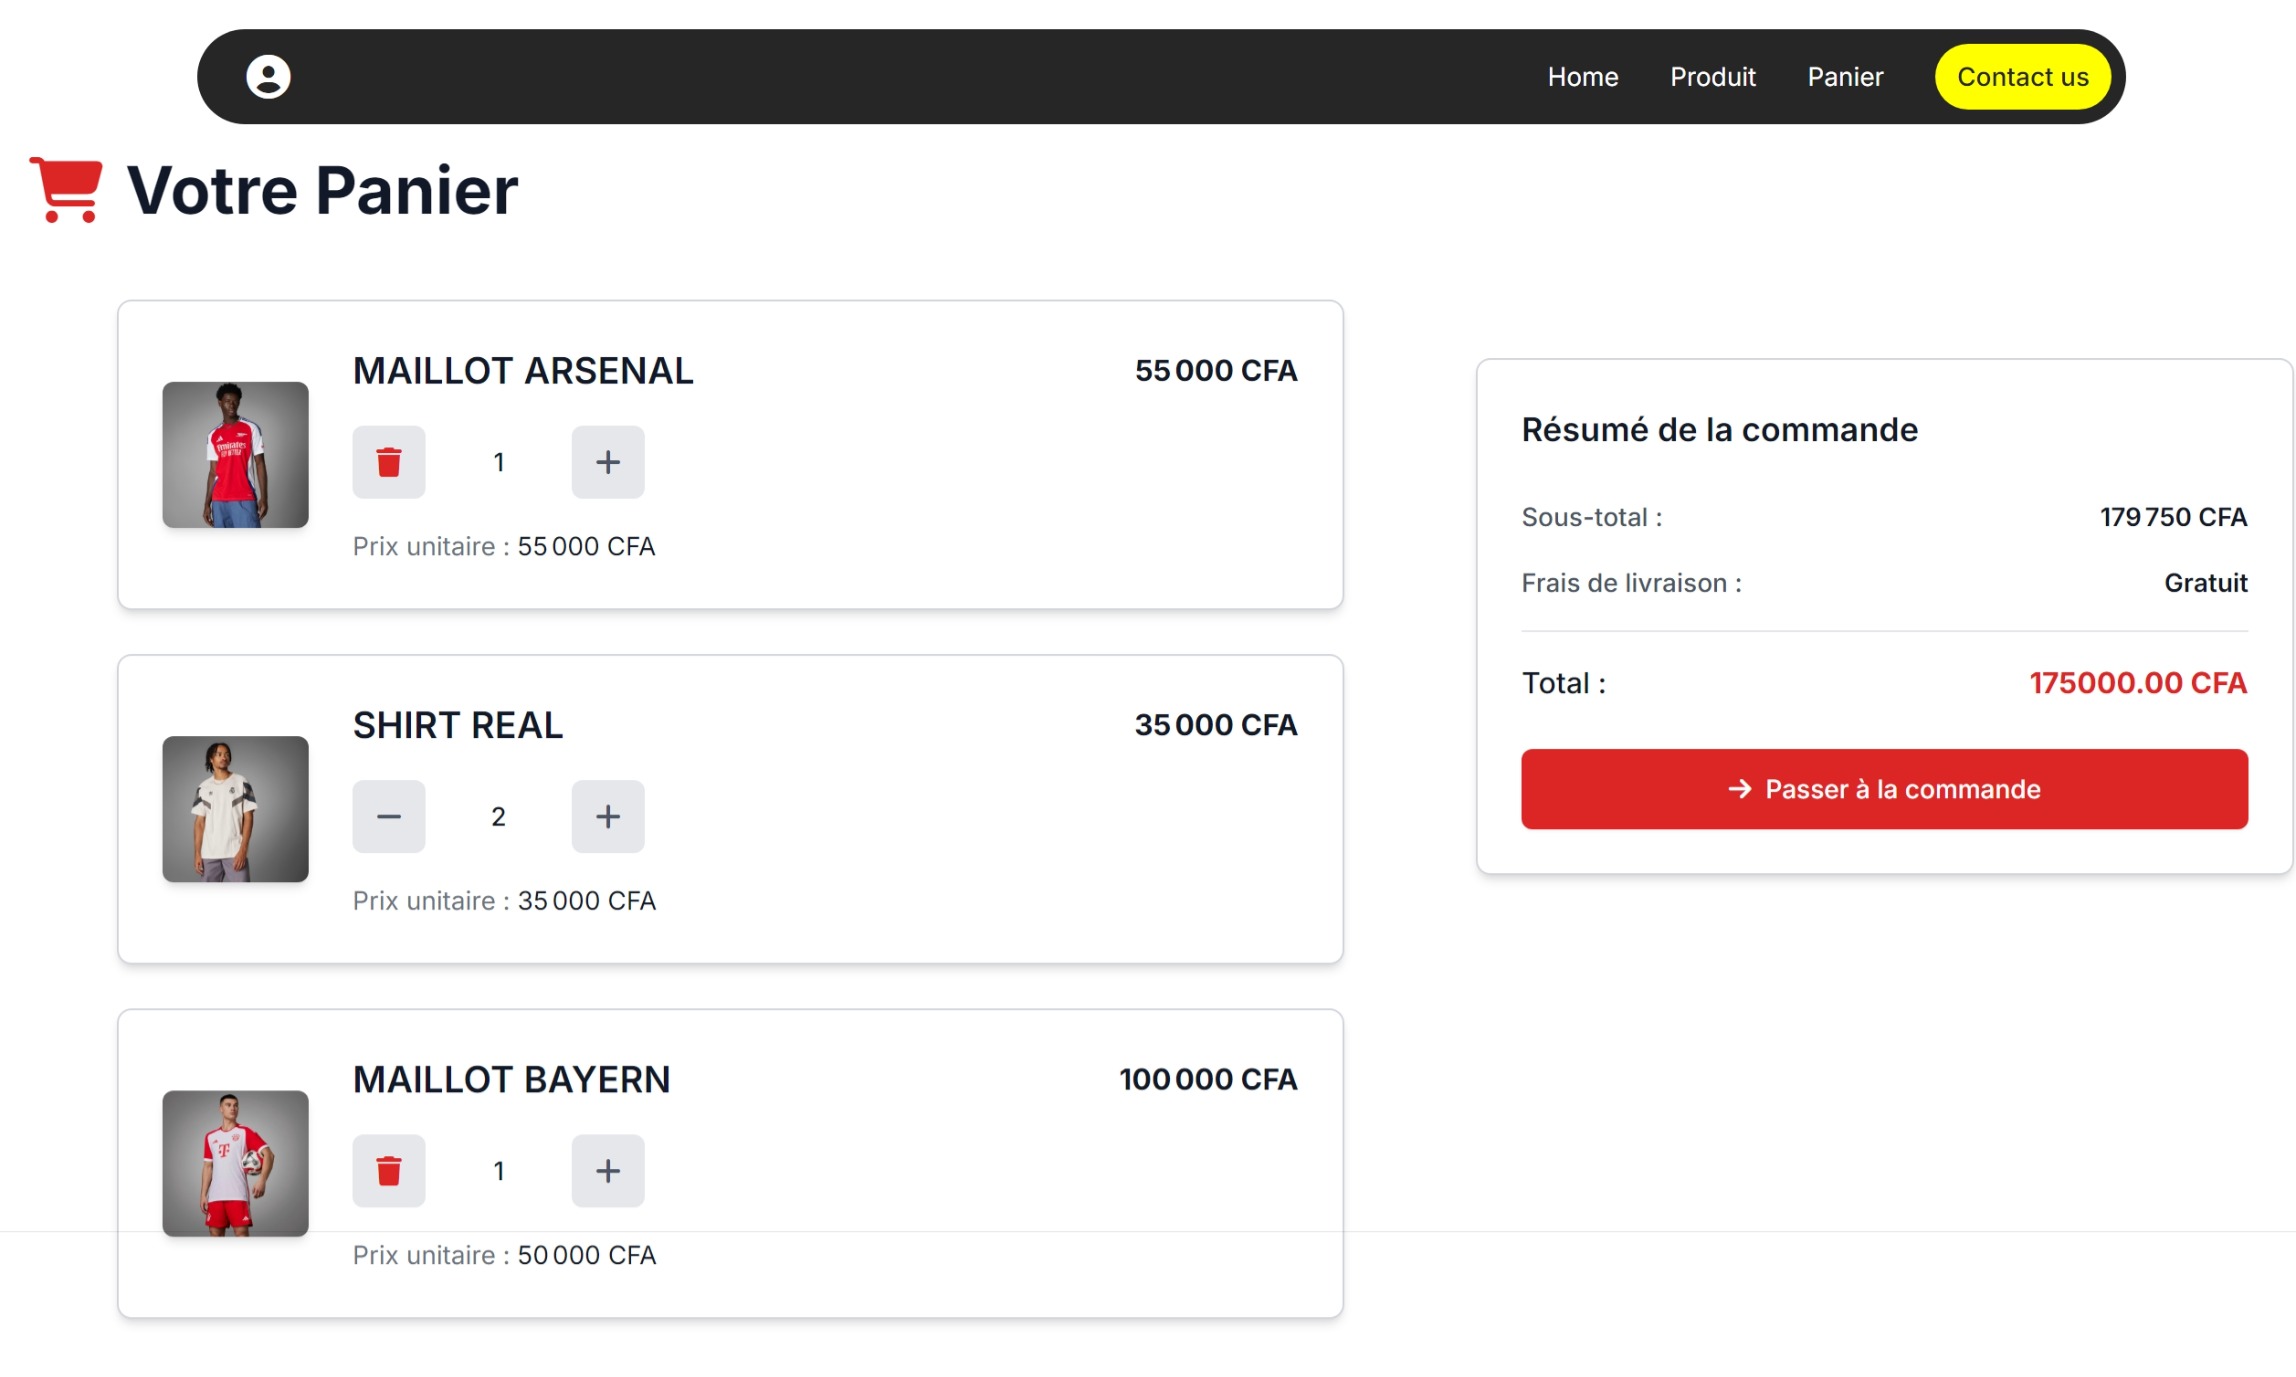 Home Produit Panier Contact us
Votre Panier
MAILLOT ARSENAL 55 000 CFA
1
Prix unitaire : 55 000 CFA
SHIRT REAL 35 000 CFA
2
Prix unitaire : 35 000 CFA
MAILLOT BAYERN 100 000 CFA
1
Prix unitaire : 50 000 CFA
Résumé de la commande
Sous-total : 179 750 CFA
Frais de livraison : Gratuit
Total : 175000.00 CFA
Passer à la commande